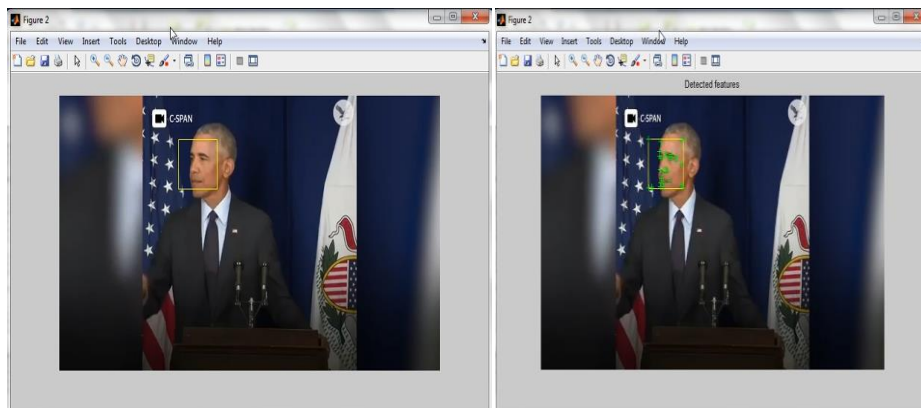 Figure 2
File Edit View Insert Tools Desktop Window Help
C-SPAN
Figure 2
File Edit View Insert Tools Desktop Window Help
Detected features
C-SPAN